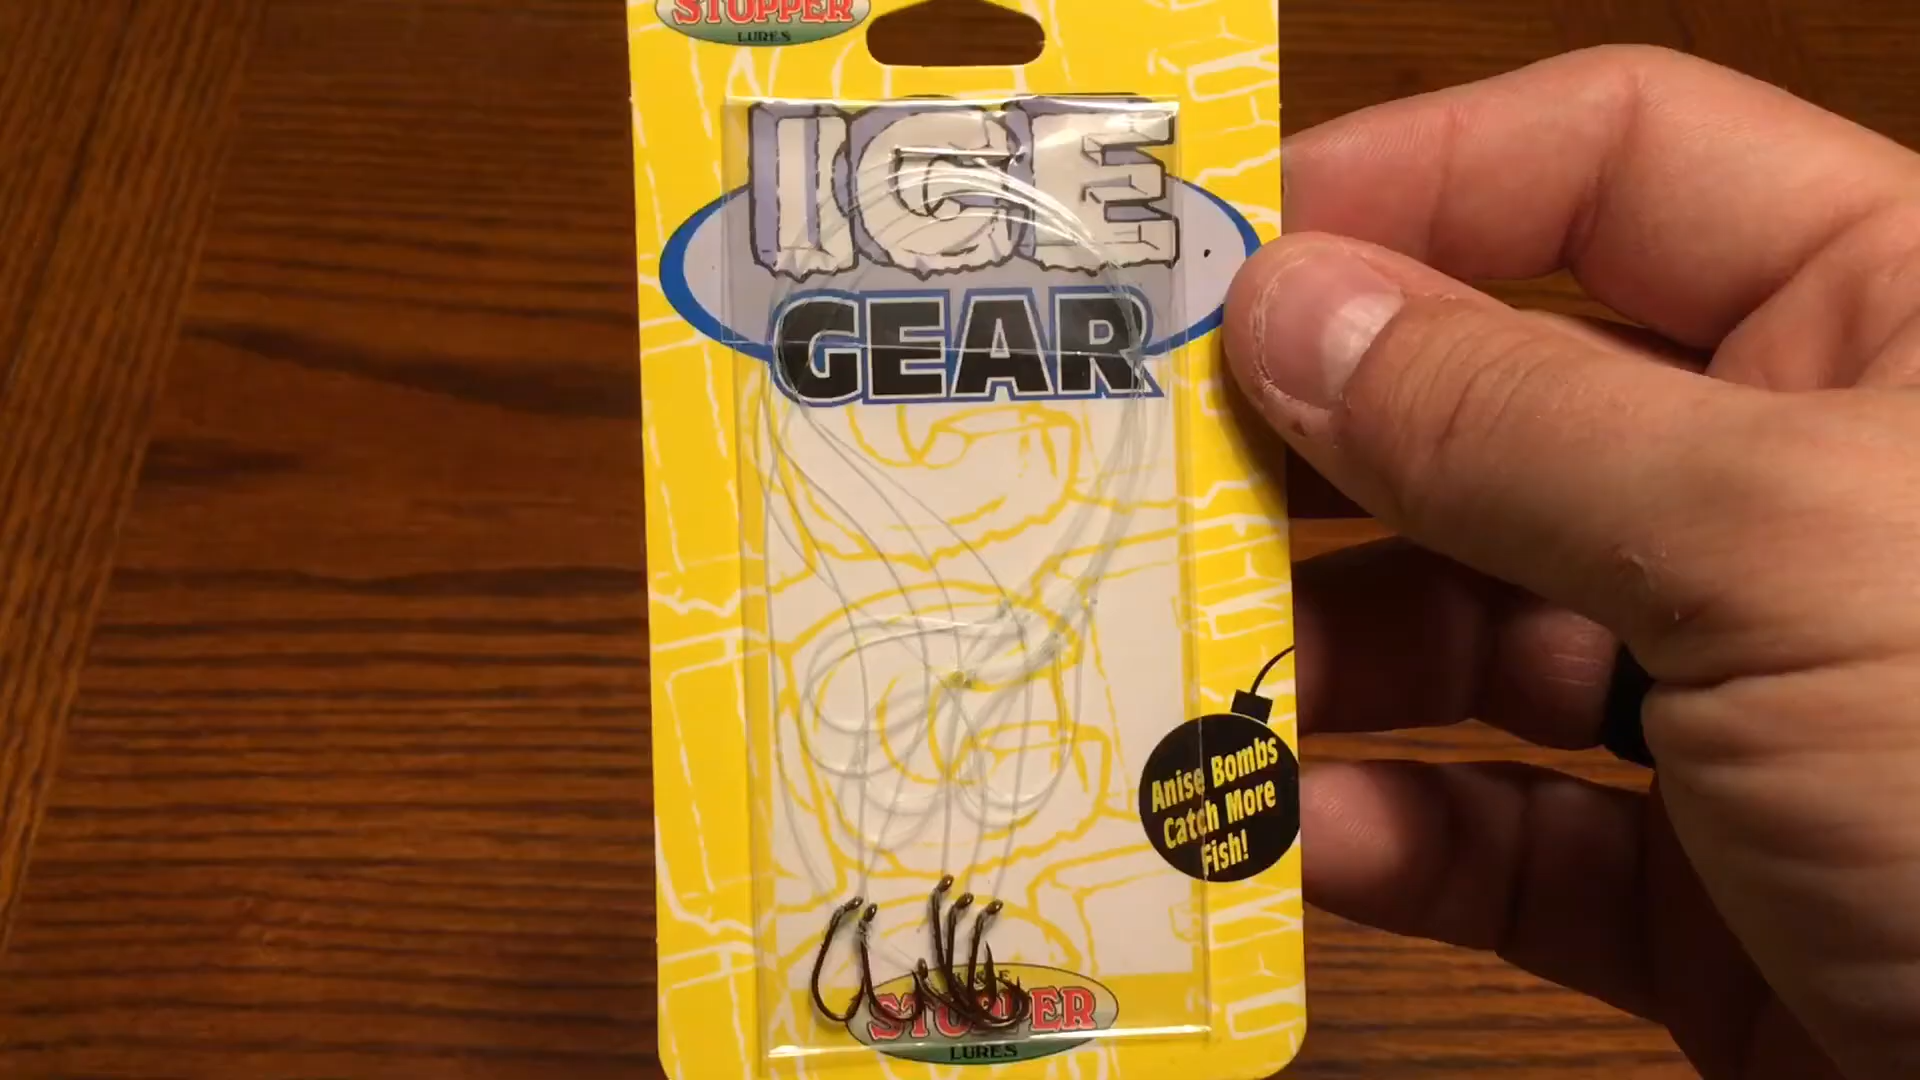 STOPPER
LURES
ICE
GEAR
Anise Bombs
Catch More
Fish!
STOPPER
LURES